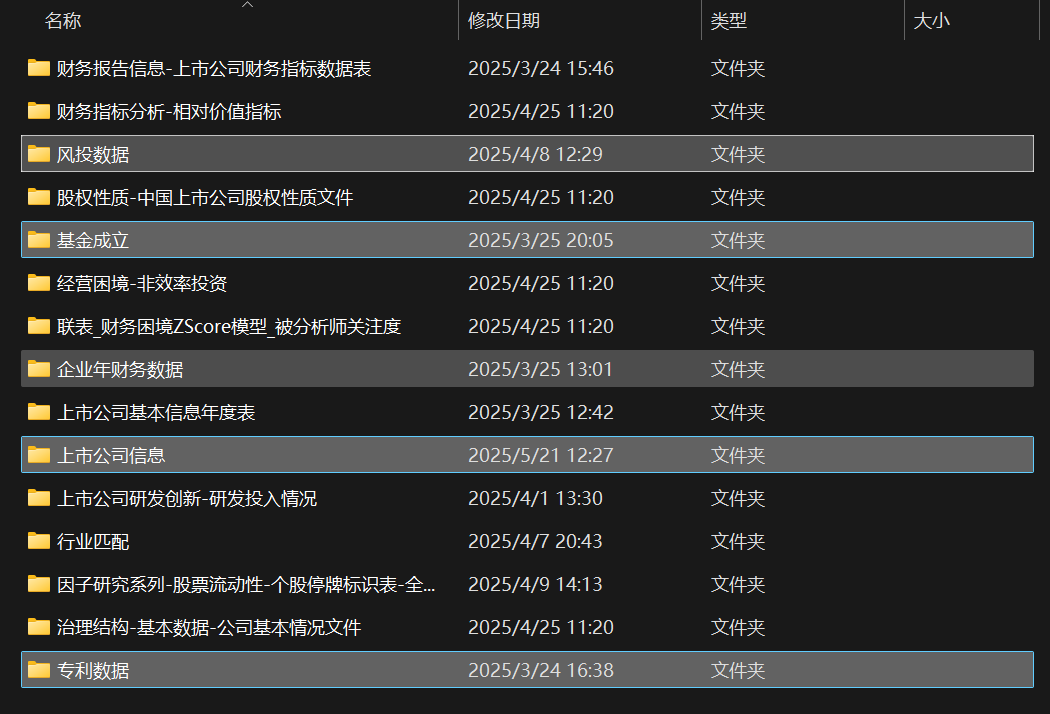 名称 修改日期 类型 大小
财务报告信息-上市公司财务指标数据表 2025/3/24 15:46 文件夹
财务指标分析-相对价值指标 2025/4/25 11:20 文件夹
风投数据 2025/4/8 12:29 文件夹
股权性质-中国上市公司股权性质文件 2025/4/25 11:20 文件夹
基金成立 2025/3/25 20:05 文件夹
经营困境-非效率投资 2025/4/25 11:20 文件夹
联表_财务困境ZScore模型_被分析师关注度 2025/4/25 11:20 文件夹
企业年财务数据 2025/3/25 13:01 文件夹
上市公司基本信息年度表 2025/3/25 12:42 文件夹
上市公司信息 2025/5/21 12:27 文件夹
上市公司研发创新-研发投入情况 2025/4/1 13:30 文件夹
行业匹配 2025/4/7 20:43 文件夹
因子研究系列-股票流动性-个股停牌标识表-全... 2025/4/9 14:13 文件夹
治理结构-基本数据-公司基本情况文件 2025/4/25 11:20 文件夹
专利数据 2025/3/24 16:38 文件夹